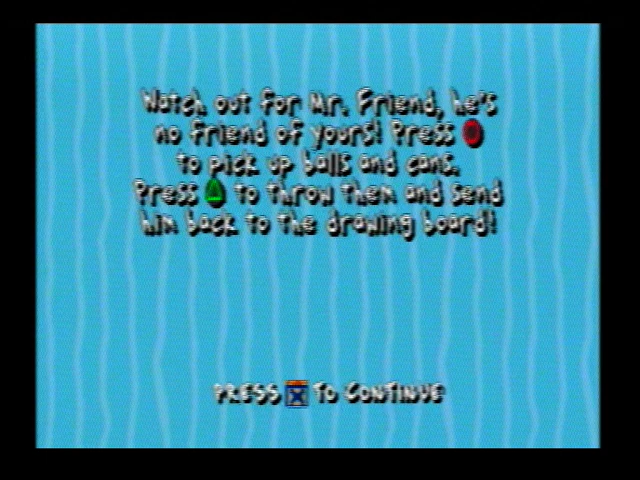 Watch out for Mr. Friend, he's
no friend of yours! Press
to pick up balls and cans.
Press to throw them and send
him back to the drawing board!
PRESS X TO CONTINUE